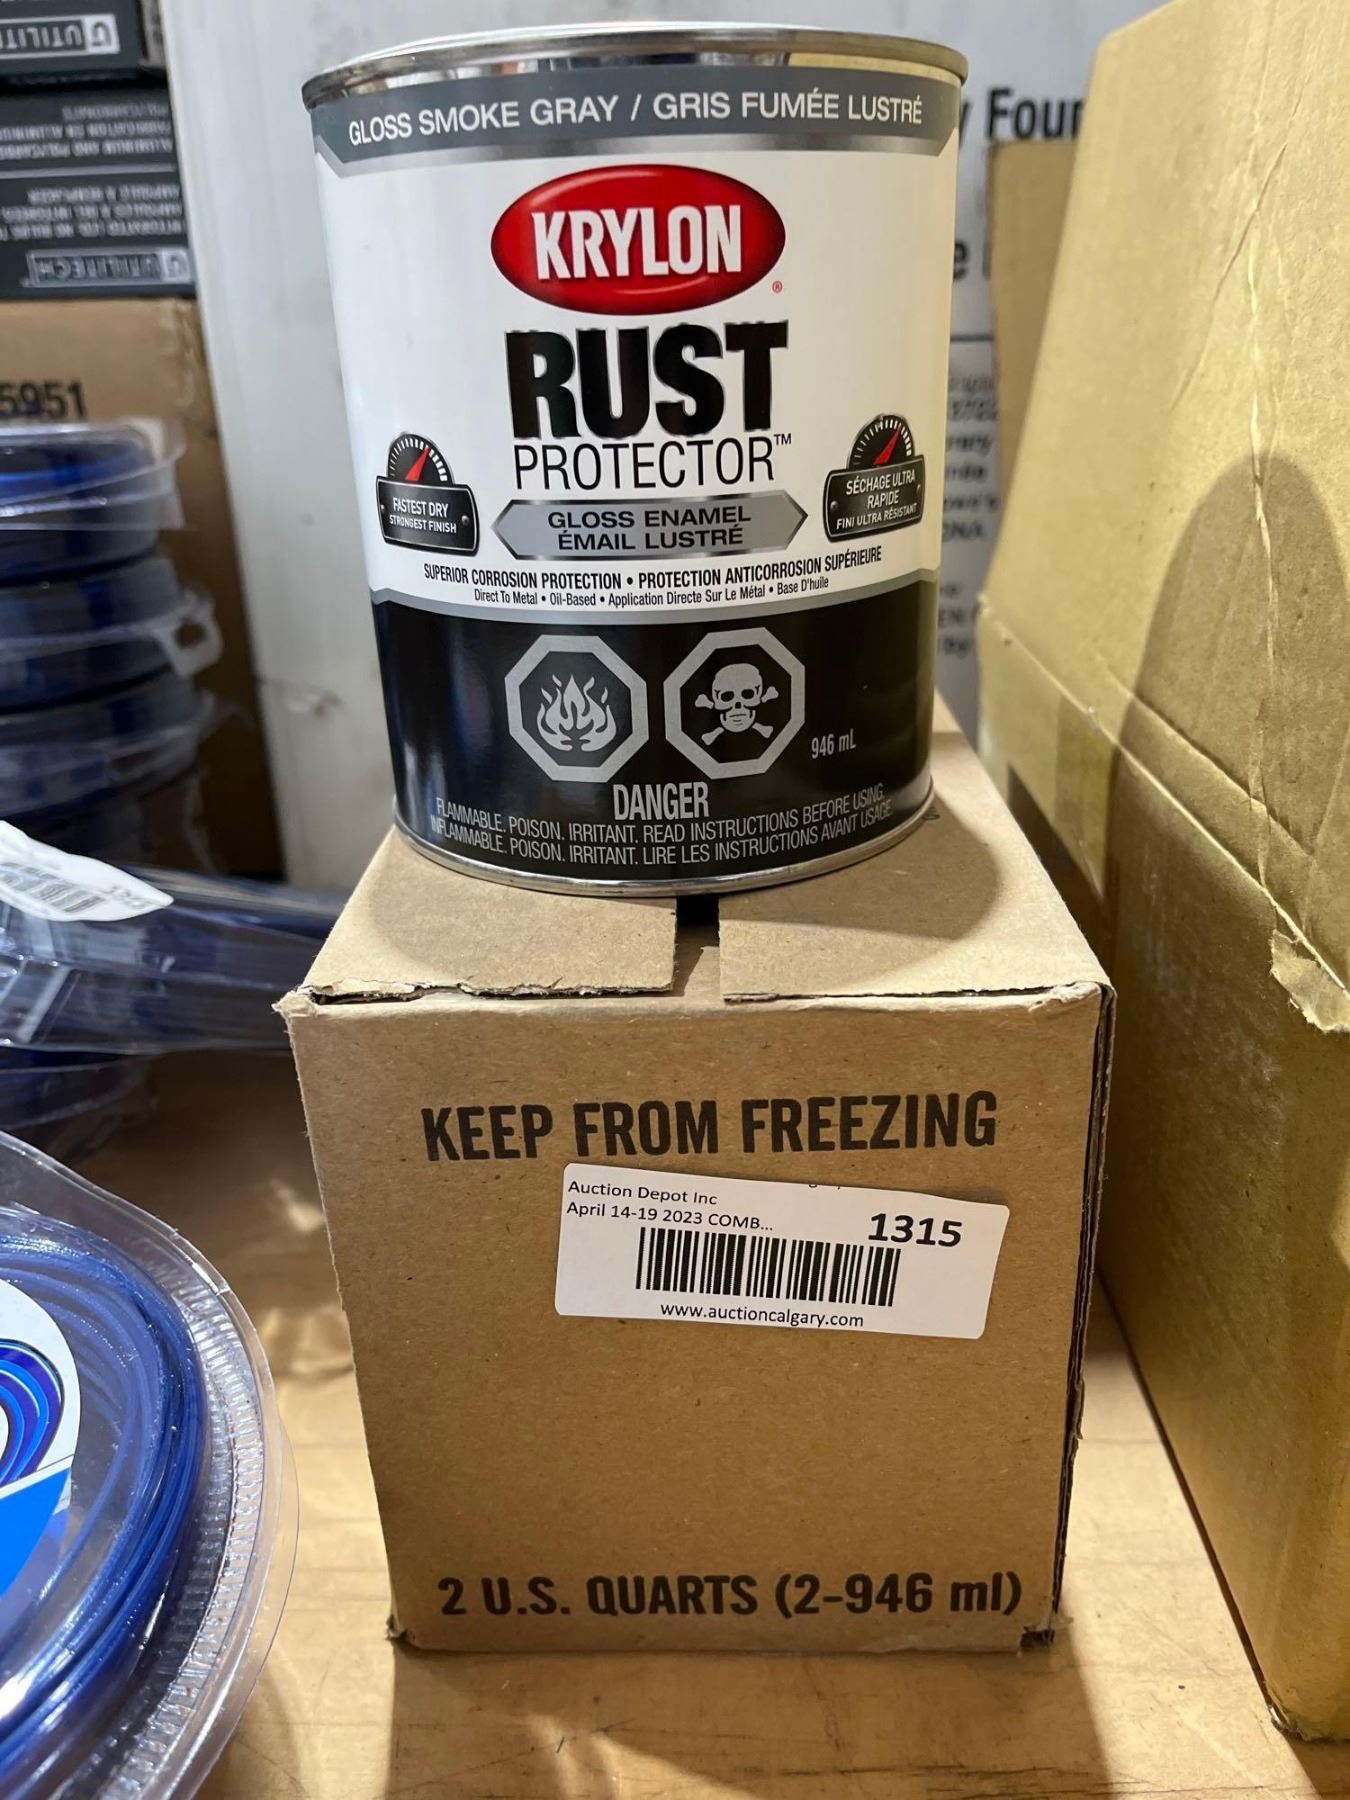 GLOSS SMOKE GRAY / GRIS FUMÉE LUSTRÉ
KRYLON®
RUST
PROTECTOR™
FASTEST DRY
STRONGEST FINISH
SÉCHAGE ULTRA
RAPIDE
FINI ULTRA RÉSISTANT
GLOSS ENAMEL
ÉMAIL LUSTRÉ
SUPERIOR CORROSION PROTECTION • PROTECTION ANTICORROSION SUPÉRIEURE
Direct To Metal • Oil-Based • Application Directe Sur Le Métal • Base D'huile
946 mL
DANGER
FLAMMABLE. POISON. IRRITANT. READ INSTRUCTIONS BEFORE USING.
INFLAMMABLE. POISON. IRRITANT. LIRE LES INSTRUCTIONS AVANT USAGE.
KEEP FROM FREEZING
Auction Depot Inc
April 14-19 2023 COMB...
1315
www.auctioncalgary.com
2 U.S. QUARTS (2-946 ml)
UTILITECH
5951
Four